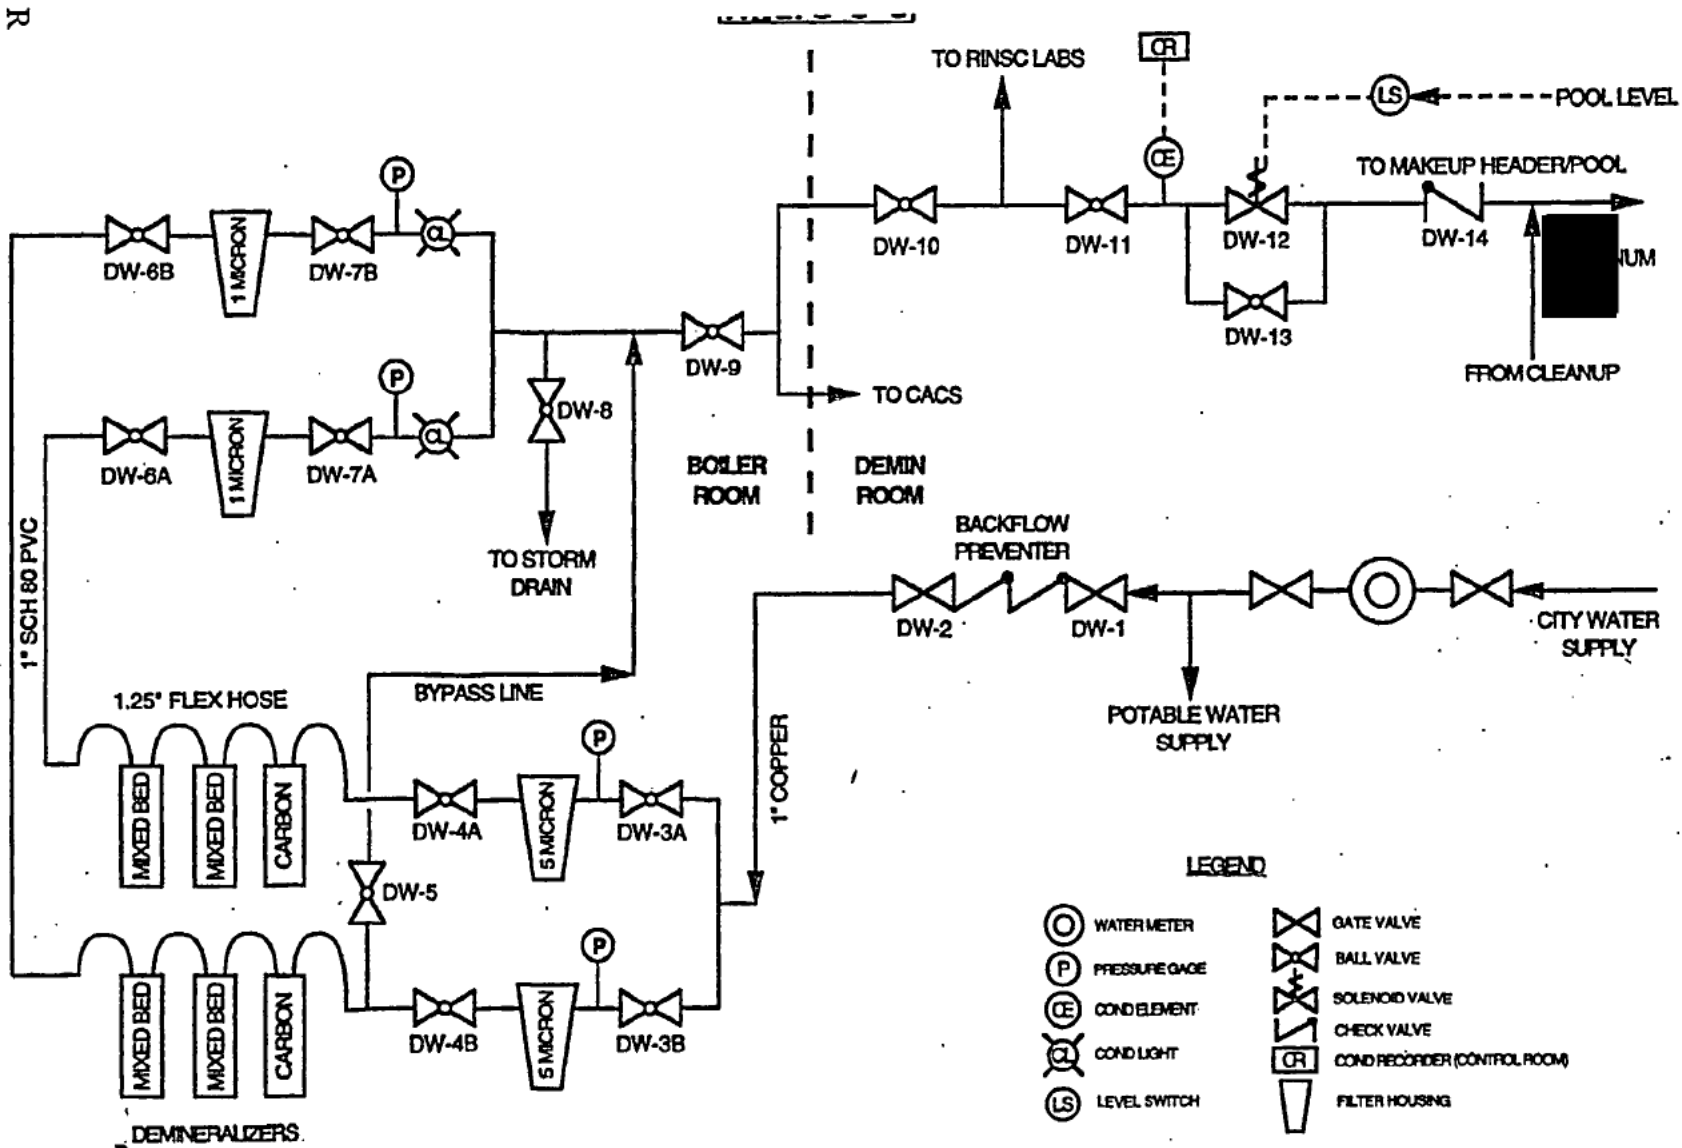 R
TO RINSC LABS
CR
LS
POOL LEVEL
P
CE
TO MAKEUP HEADER/POOL
DW-6B
1 MICRON
DW-7B
CL
DW-10
DW-11
DW-12
DW-14
NUM
DW-13
DW-9
FROM CLEANUP
P
TO CACS
DW-8
DW-6A
1 MICRON
DW-7A
CL
BOILER
ROOM
DEMIN
ROOM
1" SCH 80 PVC
TO STORM
DRAIN
BACKFLOW
PREVENTER
DW-2
DW-1
CITY WATER
SUPPLY
BYPASS LINE
1.25" FLEX HOSE
POTABLE WATER
SUPPLY
P
1" COPPER
MIXED BED
MIXED BED
CARBON
DW-4A
5 MICRON
DW-3A
DW-5
P
MIXED BED
MIXED BED
CARBON
DW-4B
5 MICRON
DW-3B
DEMINERALIZERS
LEGEND
WATER METER
P PRESSURE GAGE
CE COND ELEMENT
CL COND LIGHT
LS LEVEL SWITCH
GATE VALVE
BALL VALVE
SOLENOID VALVE
CHECK VALVE
CR COND RECORDER (CONTROL ROOM)
FILTER HOUSING